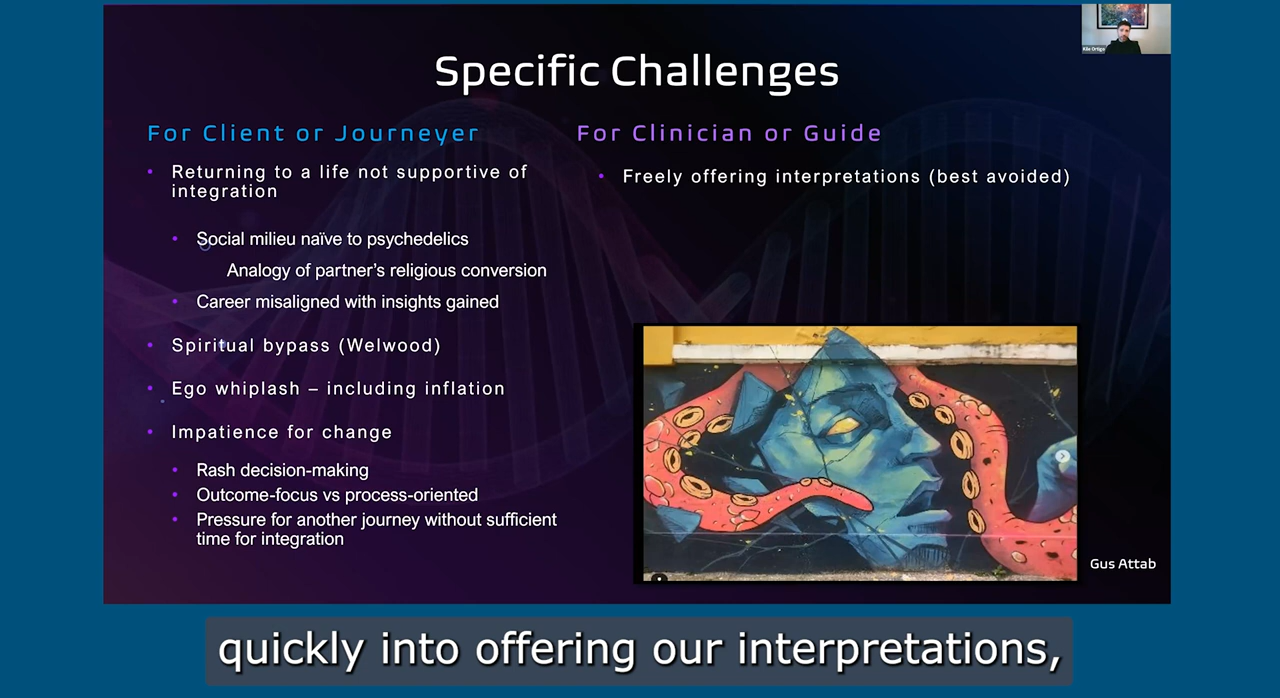 Specific Challenges
For Client or Journeyer
Returning to a life not supportive of
integration
Social milieu naïve to psychedelics
Analogy of partner's religious conversion
Career misaligned with insights gained
Spiritual bypass (Welwood)
Ego whiplash – including inflation
Impatience for change
Rash decision-making
Outcome-focus vs process-oriented
Pressure for another journey without sufficient
time for integration
For Clinician or Guide
Freely offering interpretations (best avoided)
Gus Attab
quickly into offering our interpretations,